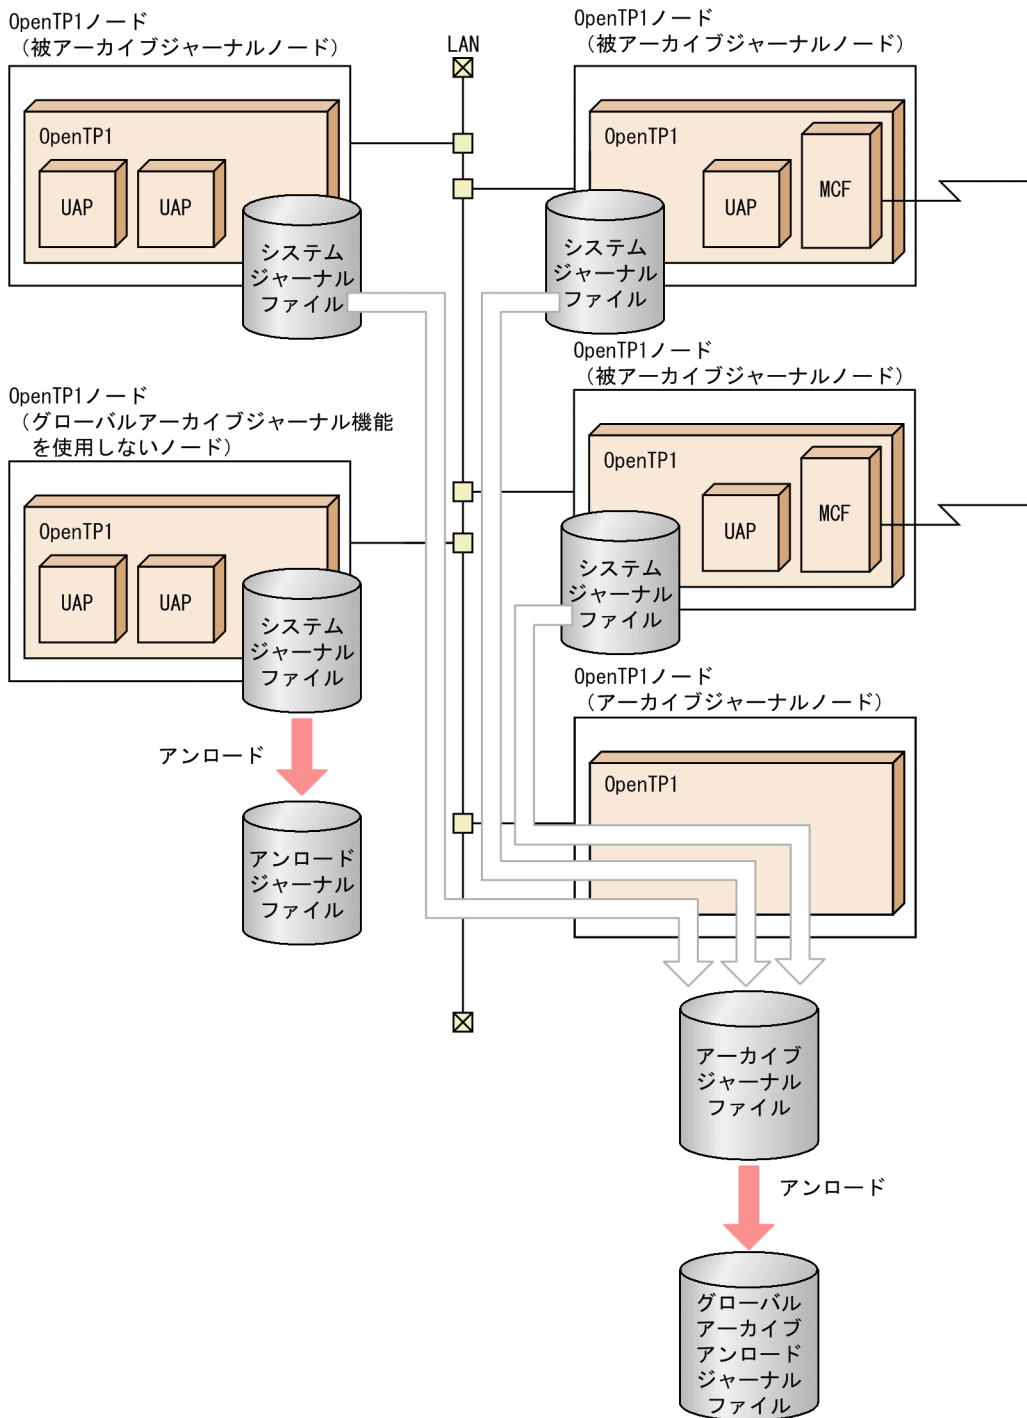 OpenTP1ノード
（被アーカイブジャーナルノード）
OpenTP1
UAP
UAP
システム
ジャーナル
ファイル
LAN
OpenTP1ノード
（被アーカイブジャーナルノード）
OpenTP1
UAP
MCF
システム
ジャーナル
ファイル
OpenTP1ノード
（グローバルアーカイブジャーナル機能
を使用しないノード）
OpenTP1
UAP
UAP
システム
ジャーナル
ファイル
アンロード
アンロード
ジャーナル
ファイル
OpenTP1ノード
（被アーカイブジャーナルノード）
OpenTP1
UAP
MCF
システム
ジャーナル
ファイル
OpenTP1ノード
（アーカイブジャーナルノード）
OpenTP1
アーカイブ
ジャーナル
ファイル
アンロード
グローバル
アーカイブ
アンロード
ジャーナル
ファイル